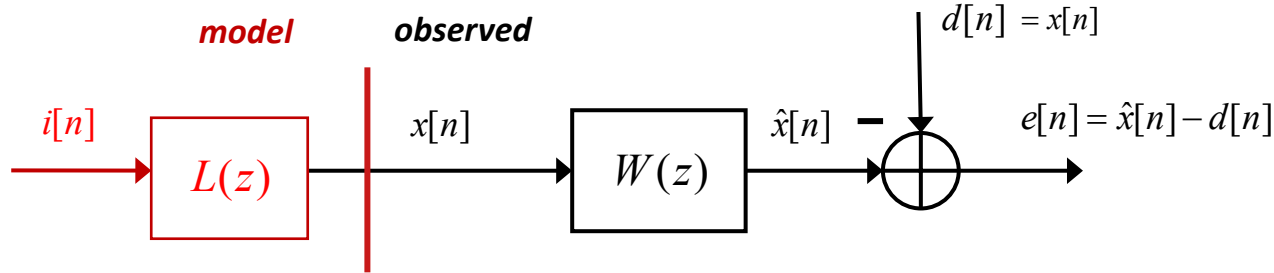 model
observed
d[n] = x[n]
i[n]
L(z)
x[n]
W(z)
x̂[n]
−
e[n] = x̂[n] − d[n]